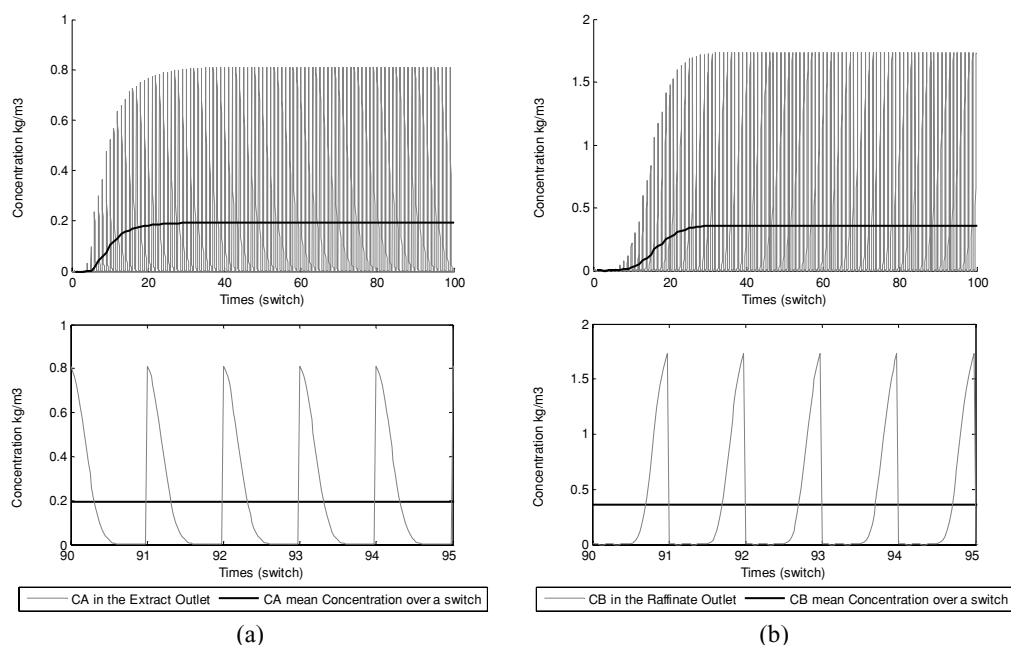 1
0.8
0.6
0.4
0.2
0
0 20 40 60 80 100
Times (switch)
Concentration kg/m3
2
1.5
1
0.5
0
0 20 40 60 80 100
Times (switch)
Concentration kg/m3
1
0.8
0.6
0.4
0.2
0
90 91 92 93 94 95
Times (switch)
Concentration kg/m3
2
1.5
1
0.5
0
90 91 92 93 94 95
Times (switch)
Concentration kg/m3
CA in the Extract Outlet CA mean Concentration over a switch
CB in the Raffinate Outlet CB mean Concentration over a switch
(a)
(b)